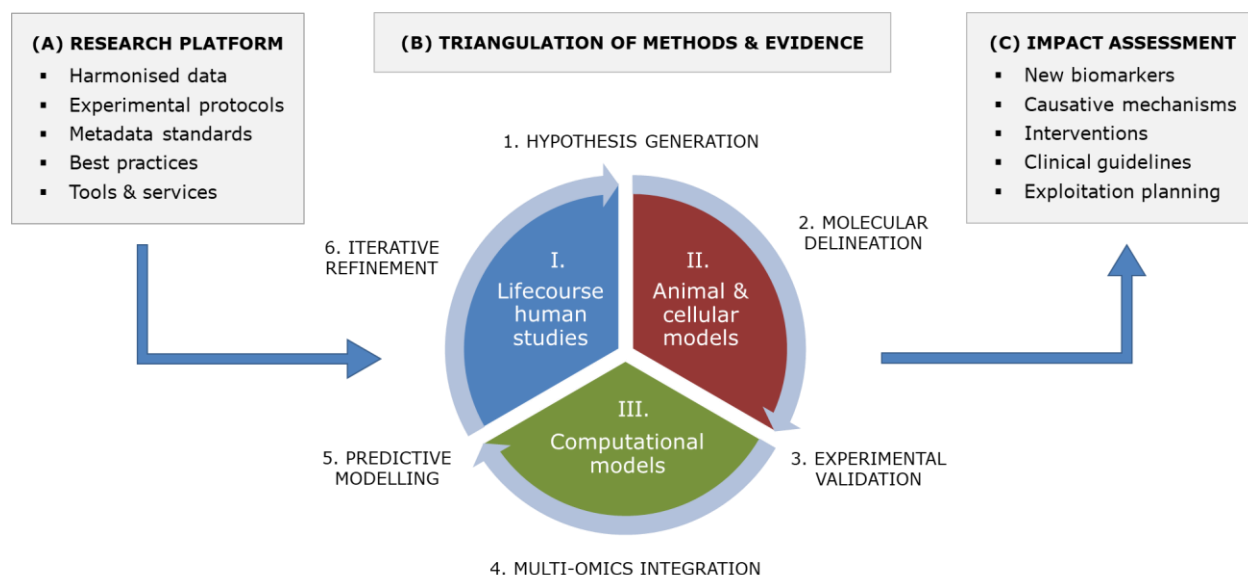 (A) RESEARCH PLATFORM
▪ Harmonised data
▪ Experimental protocols
▪ Metadata standards
▪ Best practices
▪ Tools & services
(B) TRIANGULATION OF METHODS & EVIDENCE
(C) IMPACT ASSESSMENT
▪ New biomarkers
▪ Causative mechanisms
▪ Interventions
▪ Clinical guidelines
▪ Exploitation planning
1. HYPOTHESIS GENERATION
2. MOLECULAR
DELINEATION
3. EXPERIMENTAL
VALIDATION
4. MULTI-OMICS INTEGRATION
5. PREDICTIVE
MODELLING
6. ITERATIVE
REFINEMENT
I.
Lifecourse
human
studies
II.
Animal &
cellular
models
III.
Computational
models